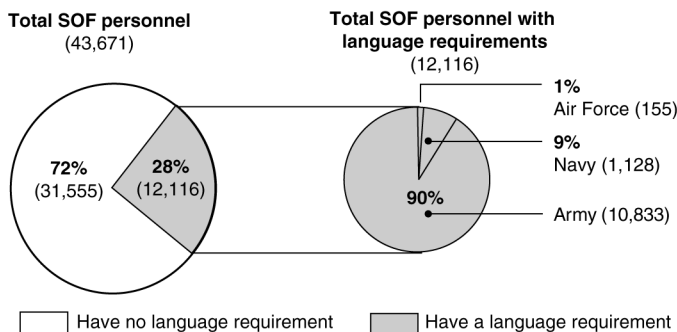 Total SOF personnel
(43,671)
Total SOF personnel with
language requirements
(12,116)
1%
Air Force (155)
9%
Navy (1,128)
72%
(31,555)
28%
(12,116)
90%
Army (10,833)
Have no language requirement
Have a language requirement